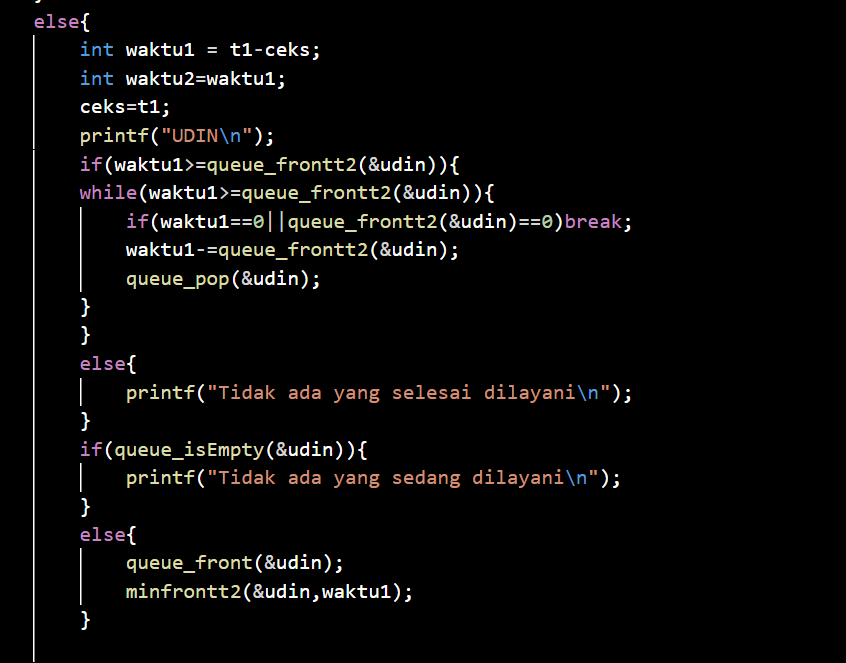 else{
int waktu1 = t1-ceks;
int waktu2=waktu1;
ceks=t1;
printf("UDIN\n");
if(waktu1>=queue_frontt2(&udin)){
while(waktu1>=queue_frontt2(&udin)){
if(waktu1==0||queue_frontt2(&udin)==0)break;
waktu1-=queue_frontt2(&udin);
queue_pop(&udin);
}
}
else{
printf("Tidak ada yang selesai dilayani\n");
}
if(queue_isEmpty(&udin)){
printf("Tidak ada yang sedang dilayani\n");
}
else{
queue_front(&udin);
minfrontt2(&udin,waktu1);
}